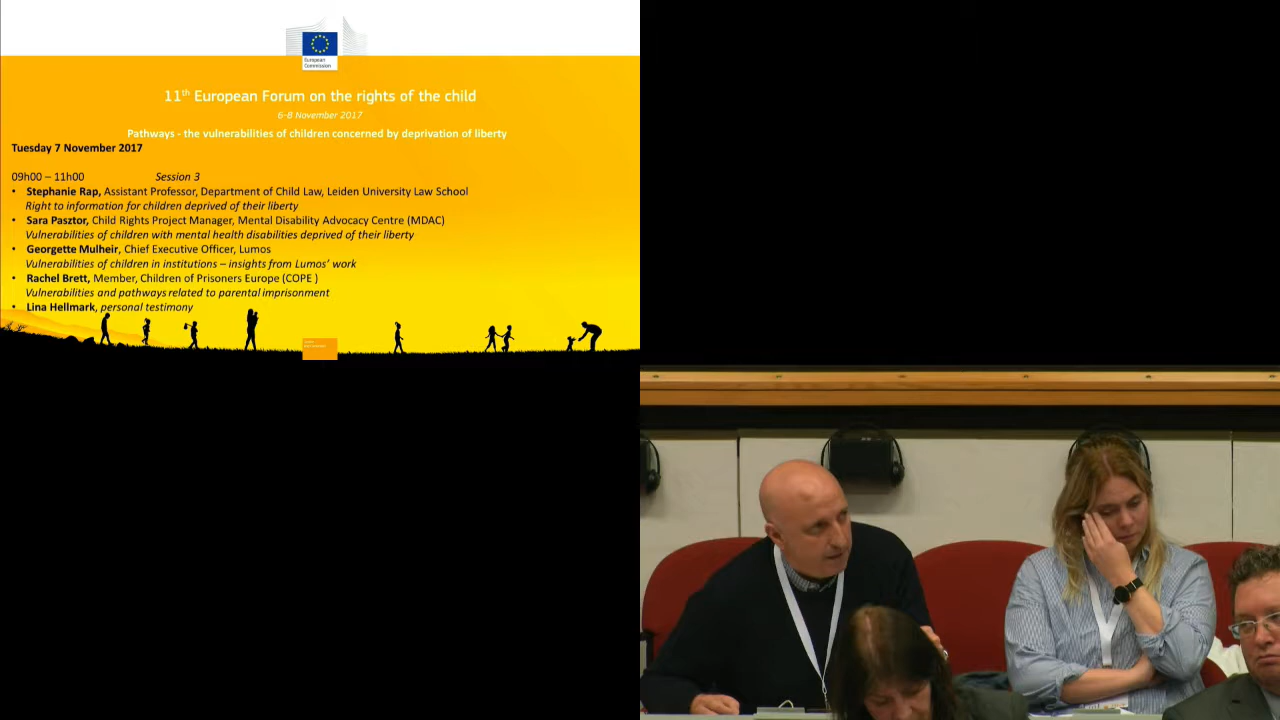 European
Commission
11th European Forum on the rights of the child
6-8 November 2017
Pathways - the vulnerabilities of children concerned by deprivation of liberty
Tuesday 7 November 2017
09h00 – 11h00 Session 3
• Stephanie Rap, Assistant Professor, Department of Child Law, Leiden University Law School
Right to information for children deprived of their liberty
• Sara Pasztor, Child Rights Project Manager, Mental Disability Advocacy Centre (MDAC)
Vulnerabilities of children with mental health disabilities deprived of their liberty
• Georgette Mulheir, Chief Executive Officer, Lumos
Vulnerabilities of children in institutions – insights from Lumos' work
• Rachel Brett, Member, Children of Prisoners Europe (COPE )
Vulnerabilities and pathways related to parental imprisonment
• Lina Hellmark, personal testimony